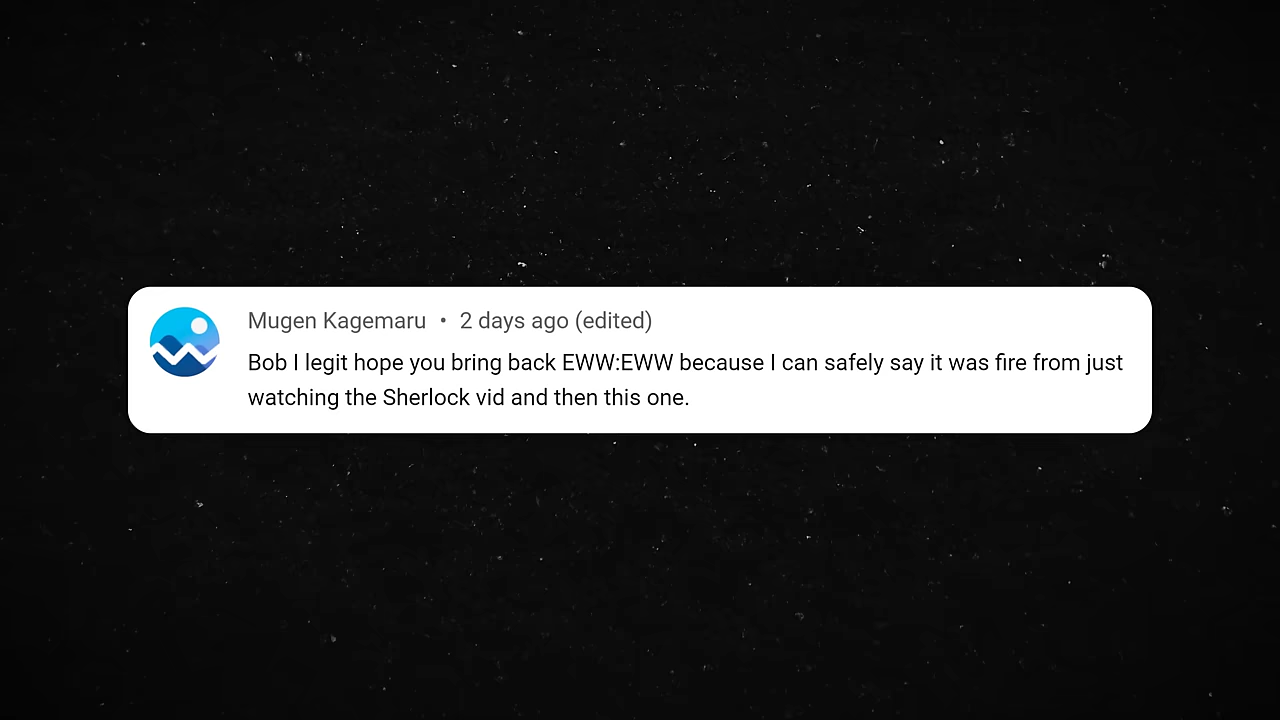 Mugen Kagemaru • 2 days ago (edited)
Bob I legit hope you bring back EWW:EWW because I can safely say it was fire from just
watching the Sherlock vid and then this one.